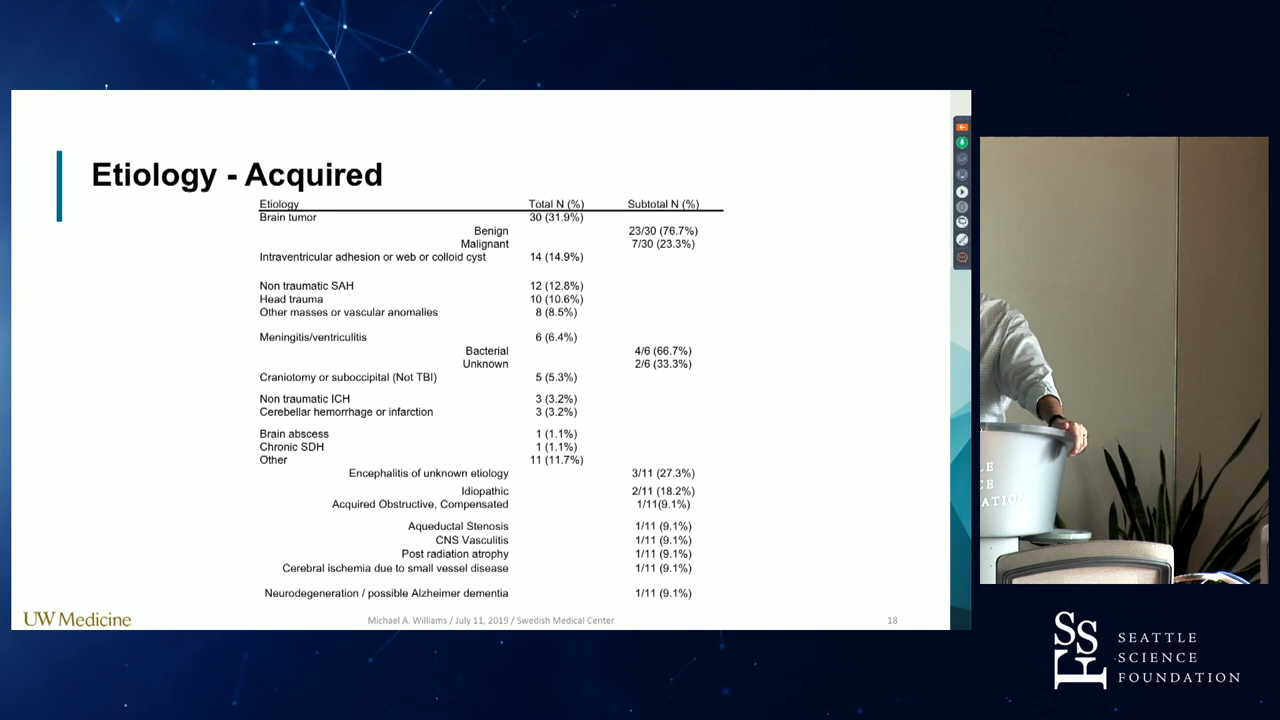 Etiology - Acquired
Etiology Total N (%) Subtotal N (%)
Brain tumor 30 (31.9%)
Benign 23/30 (76.7%)
Malignant 7/30 (23.3%)
Intraventricular adhesion or web or colloid cyst 14 (14.9%)
Non traumatic SAH 12 (12.8%)
Head trauma 10 (10.6%)
Other masses or vascular anomalies 8 (8.5%)
Meningitis/ventriculitis 6 (6.4%)
Bacterial 4/6 (66.7%)
Unknown 2/6 (33.3%)
Craniotomy or suboccipital (Not TBI) 5 (5.3%)
Non traumatic ICH 3 (3.2%)
Cerebellar hemorrhage or infarction 3 (3.2%)
Brain abscess 1 (1.1%)
Chronic SDH 1 (1.1%)
Other 11 (11.7%)
Encephalitis of unknown etiology 3/11 (27.3%)
Idiopathic 2/11 (18.2%)
Acquired Obstructive, Compensated 1/11(9.1%)
Aqueductal Stenosis 1/11 (9.1%)
CNS Vasculitis 1/11 (9.1%)
Post radiation atrophy 1/11 (9.1%)
Cerebral ischemia due to small vessel disease 1/11 (9.1%)
Neurodegeneration / possible Alzheimer dementia 1/11 (9.1%)
UW Medicine Michael A. Williams / July 11, 2019 / Swedish Medical Center 18
SSF
SEATTLE
SCIENCE
FOUNDATION